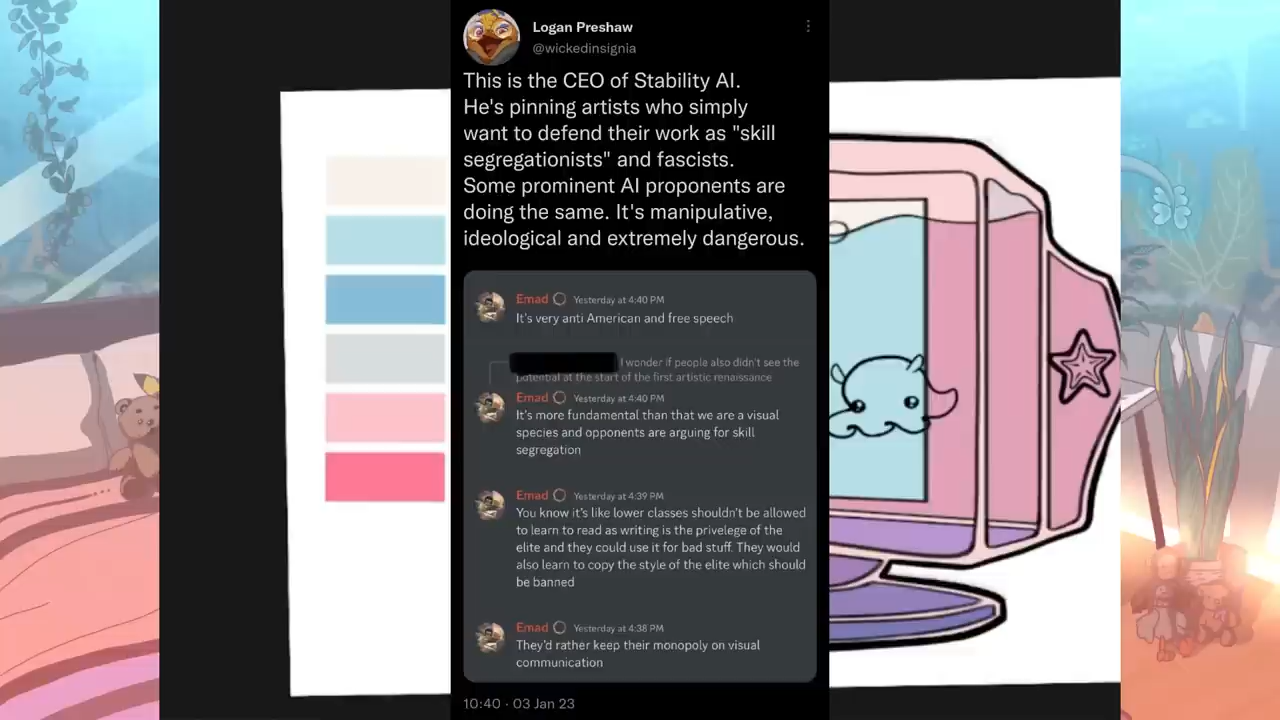 Logan Preshaw
@wickedinsignia
This is the CEO of Stability AI.
He's pinning artists who simply
want to defend their work as "skill
segregationists" and fascists.
Some prominent AI proponents are
doing the same. It's manipulative,
ideological and extremely dangerous.
Emad Yesterday at 4:40 PM
It's very anti American and free speech
I wonder if people also didn't see the
potential at the start of the first artistic renaissance
Emad Yesterday at 4:40 PM
It's more fundamental than that we are a visual
species and opponents are arguing for skill
segregation
Emad Yesterday at 4:39 PM
You know it's like lower classes shouldn't be allowed
to learn to read as writing is the privelege of the
elite and they could use it for bad stuff. They would
also learn to copy the style of the elite which should
be banned
Emad Yesterday at 4:38 PM
They'd rather keep their monopoly on visual
communication
10:40 · 03 Jan 23